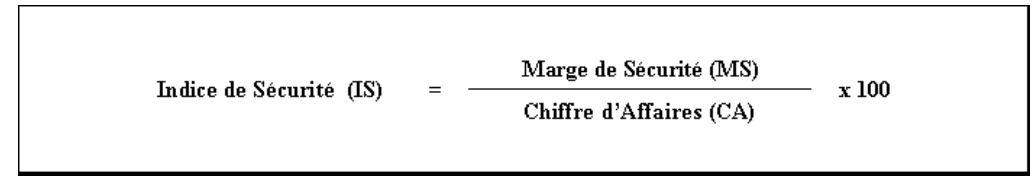 Marge de Sécurité (MS)
Indice de Sécurité (IS) = x 100
Chiffre d'Affaires (CA)